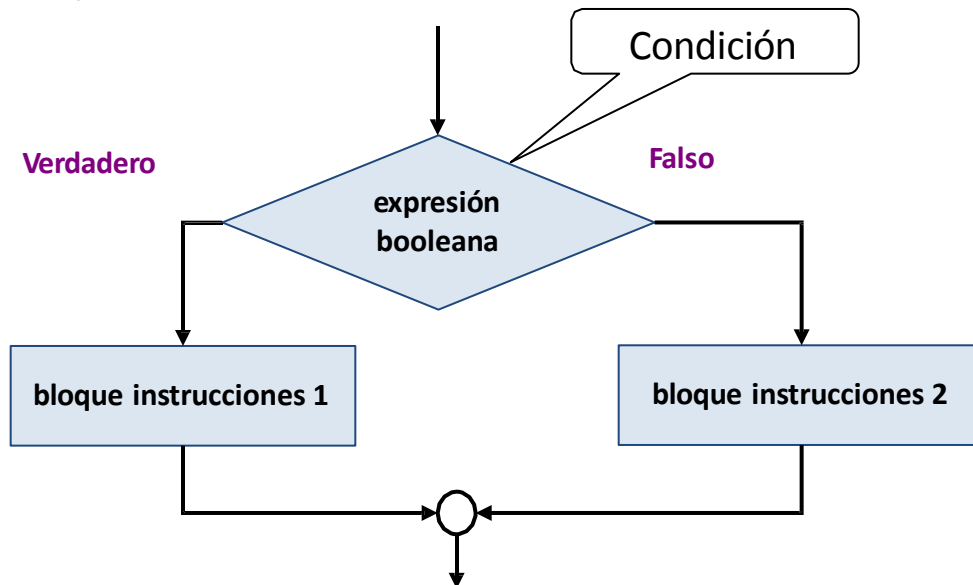 Condición
Verdadero
Falso
expresión
booleana
bloque instrucciones 1
bloque instrucciones 2